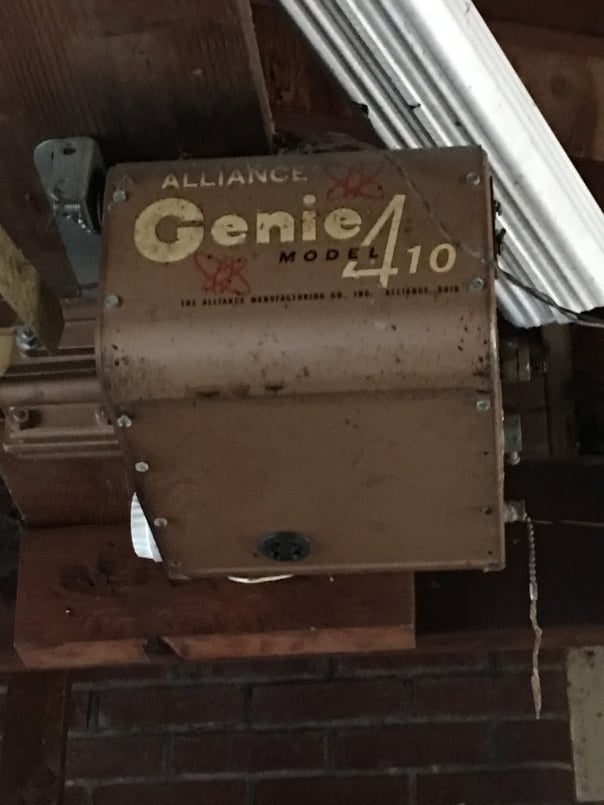 ALLIANCE
Genie
MODEL 410
THE ALLIANCE MANUFACTURING CO., INC. ALLIANCE, OHIO